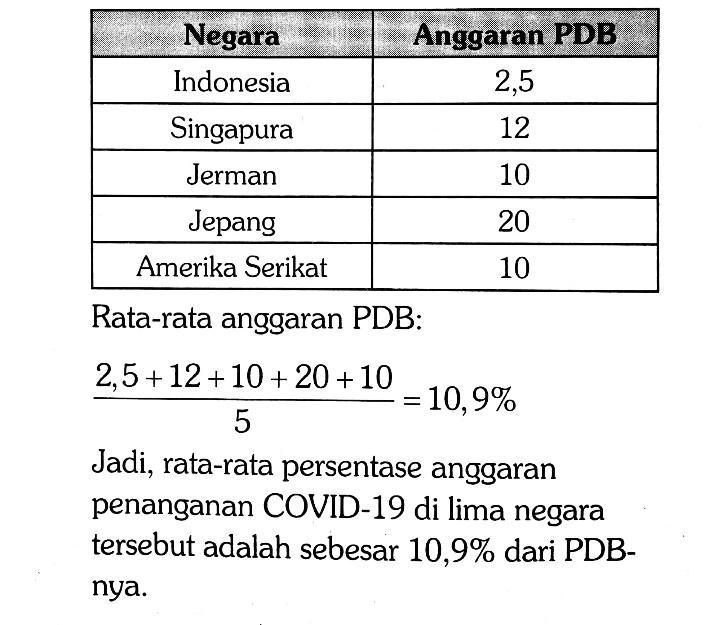 Negara Anggaran PDB
Indonesia 2,5
Singapura 12
Jerman 10
Jepang 20
Amerika Serikat 10
Rata-rata anggaran PDB:
2,5 + 12 + 10 + 20 + 10
5
= 10,9%
Jadi, rata-rata persentase anggaran
penanganan COVID-19 di lima negara
tersebut adalah sebesar 10,9% dari PDB-
nya.